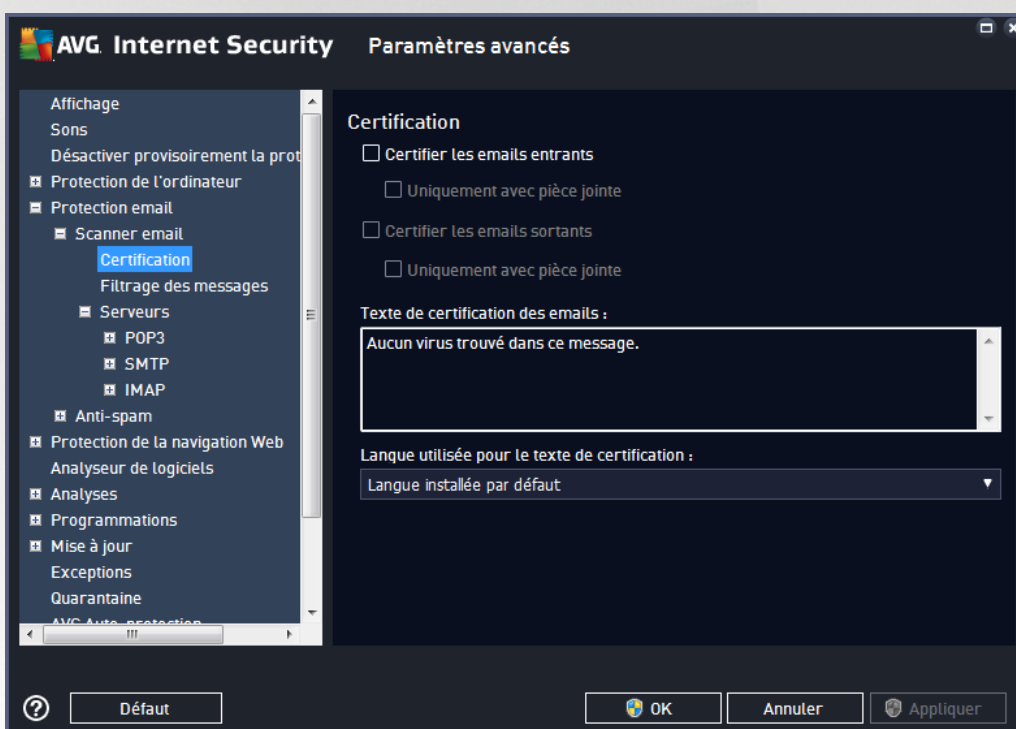 AVG. Internet Security Paramètres avancés
Affichage
Sons
Désactiver provisoirement la prot
Protection de l'ordinateur
Protection email
Scanner email
Certification
Filtrage des messages
Serveurs
POP3
SMTP
IMAP
Anti-spam
Protection de la navigation Web
Analyseur de logiciels
Analyses
Programmations
Mise à jour
Exceptions
Quarantaine
AVG Auto-protection
Certification
Certifier les emails entrants
Uniquement avec pièce jointe
Certifier les emails sortants
Uniquement avec pièce jointe
Texte de certification des emails :
Aucun virus trouvé dans ce message.
Langue utilisée pour le texte de certification :
Langue installée par défaut
Défaut
OK
Annuler
Appliquer